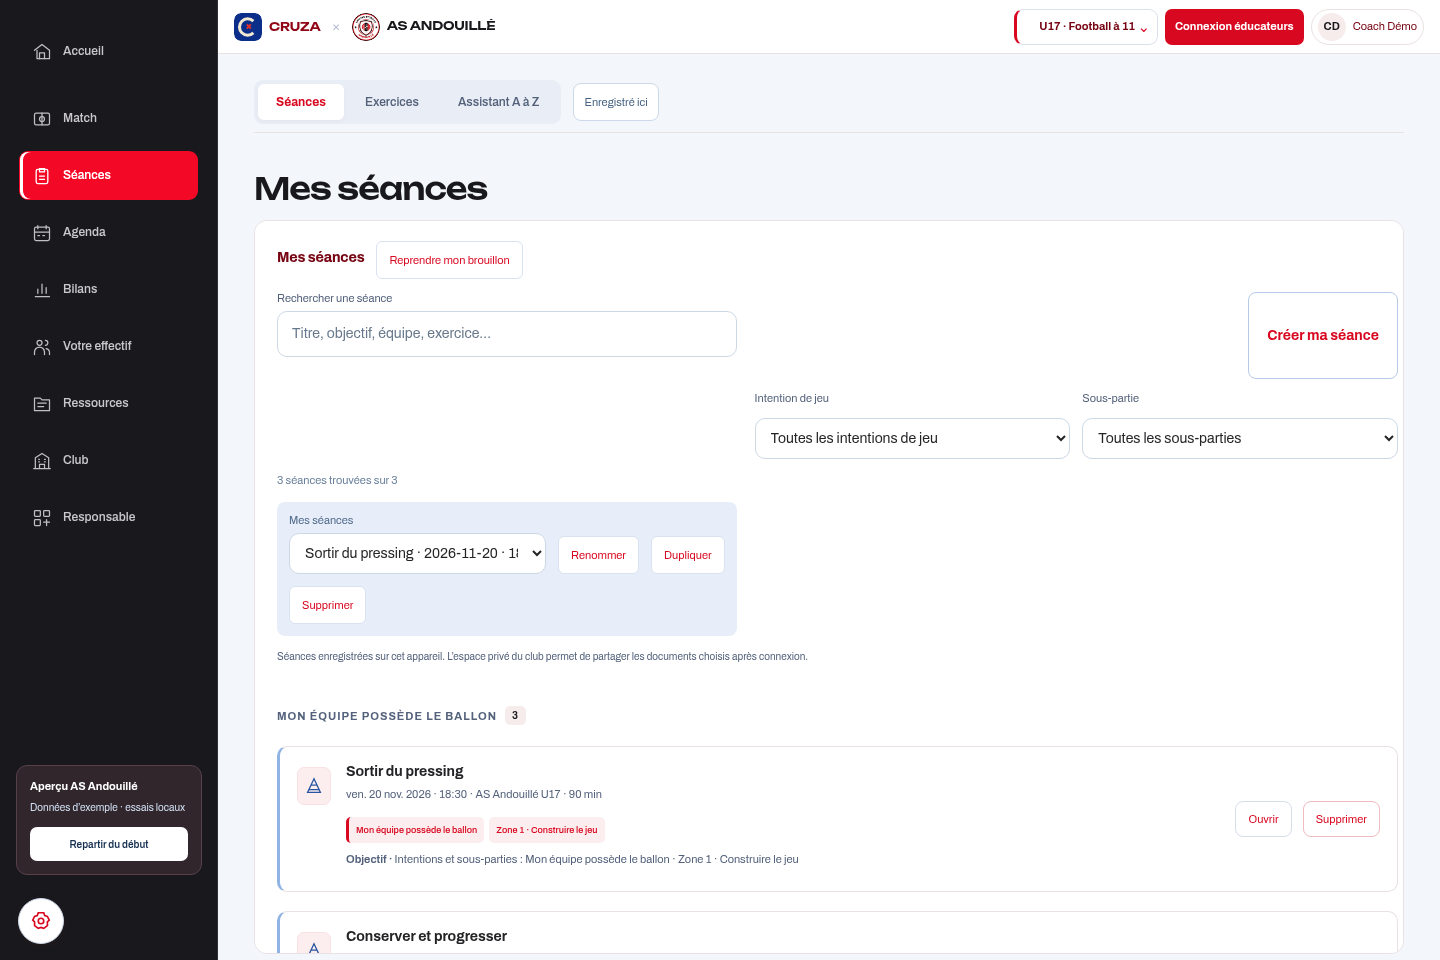 CRUZA × AS ANDOUILLÉ
U17 · Football à 11
Connexion éducateurs
CD Coach Démo
Accueil
Match
Séances
Agenda
Bilans
Votre effectif
Ressources
Club
Responsable
Aperçu AS Andouillé
Données d'exemple · essais locaux
Repartir du début
Séances Exercices Assistant A à Z Enregistré ici
Mes séances
Mes séances Reprendre mon brouillon
Rechercher une séance
Titre, objectif, équipe, exercice...
Créer ma séance
Intention de jeu Sous-partie
Toutes les intentions de jeu Toutes les sous-parties
3 séances trouvées sur 3
Mes séances
Sortir du pressing · 2026-11-20 · 18 Renommer Dupliquer
Supprimer
Séances enregistrées sur cet appareil. L'espace privé du club permet de partager les documents choisis après connexion.
MON ÉQUIPE POSSÈDE LE BALLON 3
Sortir du pressing
ven. 20 nov. 2026 · 18:30 · AS Andouillé U17 · 90 min
Mon équipe possède le ballon Zone 1 · Construire le jeu
Objectif · Intentions et sous-parties : Mon équipe possède le ballon · Zone 1 · Construire le jeu
Ouvrir Supprimer
Conserver et progresser